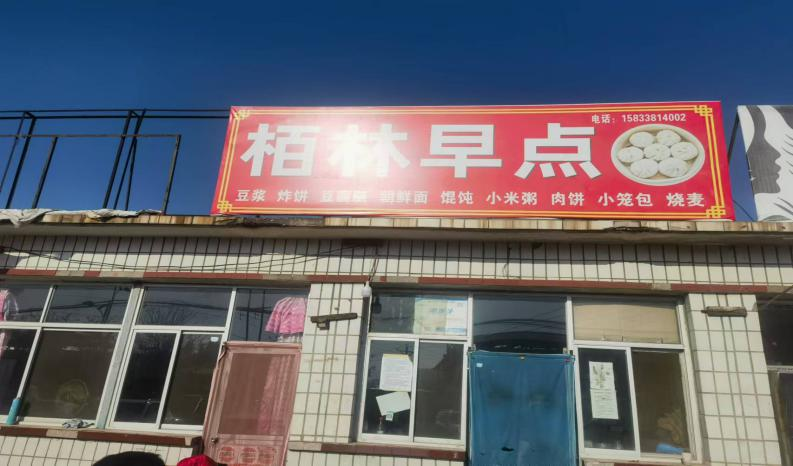 电话：15833814002
栢林早点
豆浆 炸饼 豆腐脑 朝鲜面 馄饨 小米粥 肉饼 小笼包 烧麦